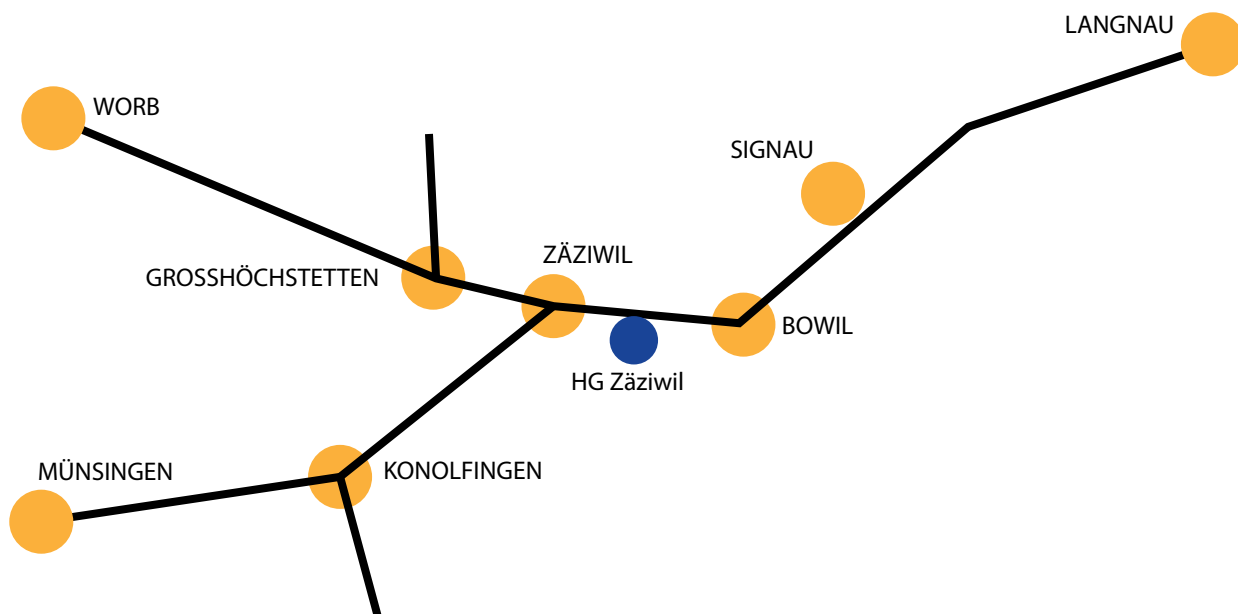 LANGNAU
WORB
SIGNAU
ZÄZIWIL
GROSSHÖCHSTETTEN
BOWIL
HG Zäziwil
MÜNSINGEN
KONOLFINGEN